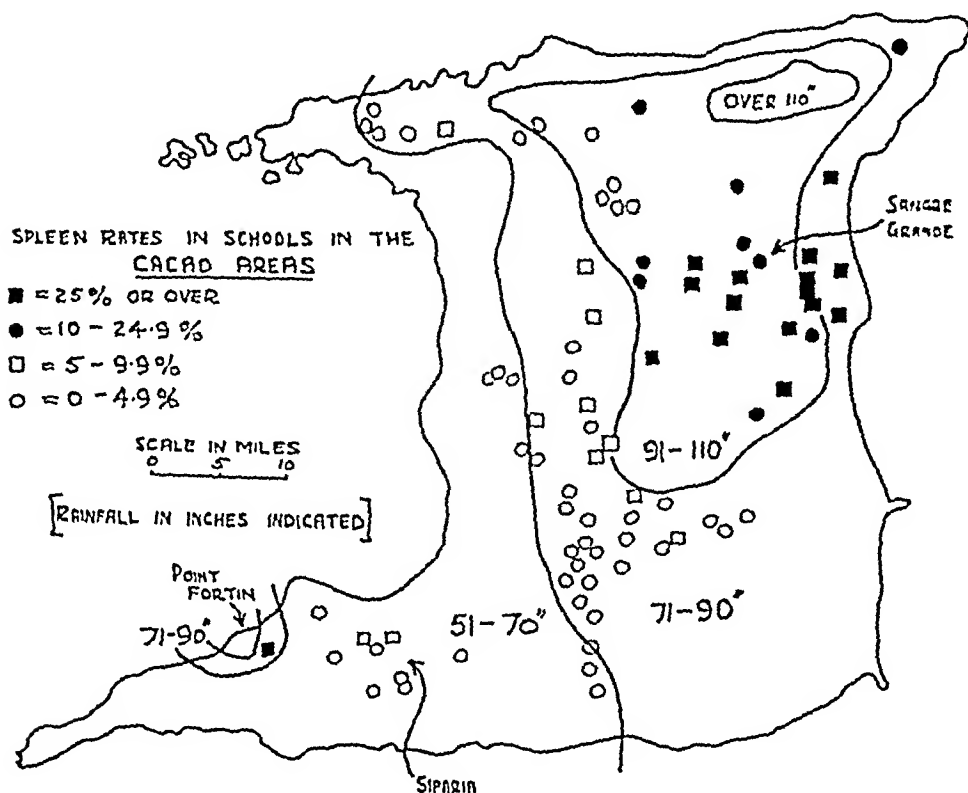 OVER 110"
SANGRE
GRANDE
SPLEEN RATES IN SCHOOLS IN THE
CACAO AREAS
■ = 25% OR OVER
● = 10 - 24.9%
□ = 5 - 9.9%
○ = 0 - 4.9%
SCALE IN MILES
0 5 10
[RAINFALL IN INCHES INDICATED]
91-110"
POINT
FORTIN
71-90"
51-70"
71-90"
SIPARIA